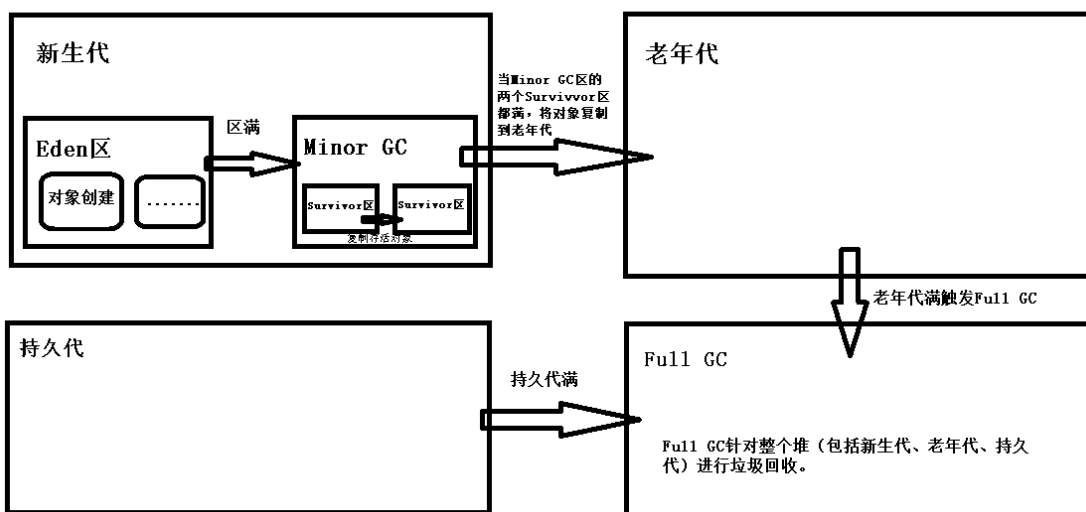 新生代
Eden区
对象创建
.......
区满
Minor GC
Survivor区
Survivor区
复制存活对象
当Minor GC区的
两个Survivvor区
都满，将对象复制
到老年代
老年代
老年代满触发Full GC
持久代
持久代满
Full GC
Full GC针对整个堆（包括新生代、老年代、持久
代）进行垃圾回收。